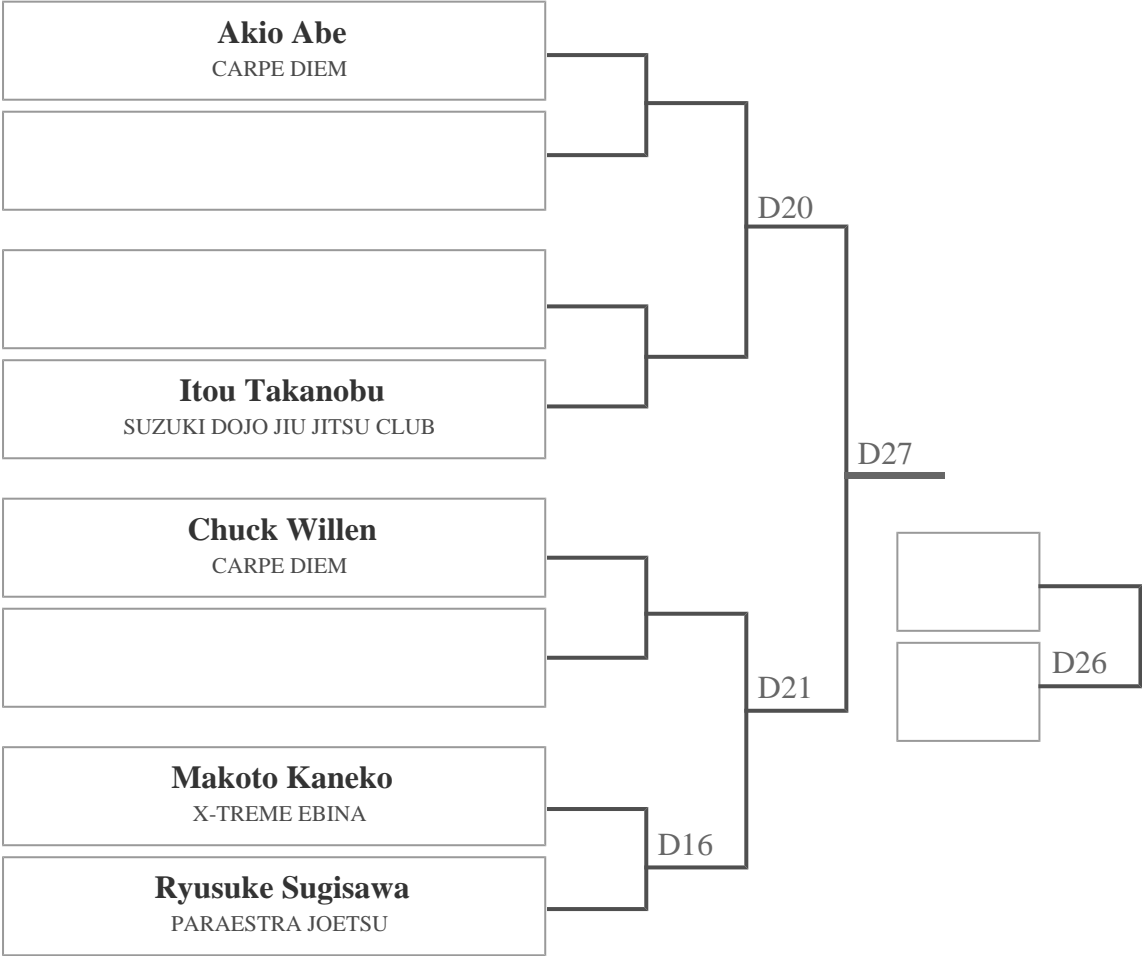 Akio Abe
CARPE DIEM
D20
Itou Takanobu
SUZUKI DOJO JIU JITSU CLUB
D27
Chuck Willen
CARPE DIEM
D26
D21
Makoto Kaneko
X-TREME EBINA
D16
Ryusuke Sugisawa
PARAESTRA JOETSU